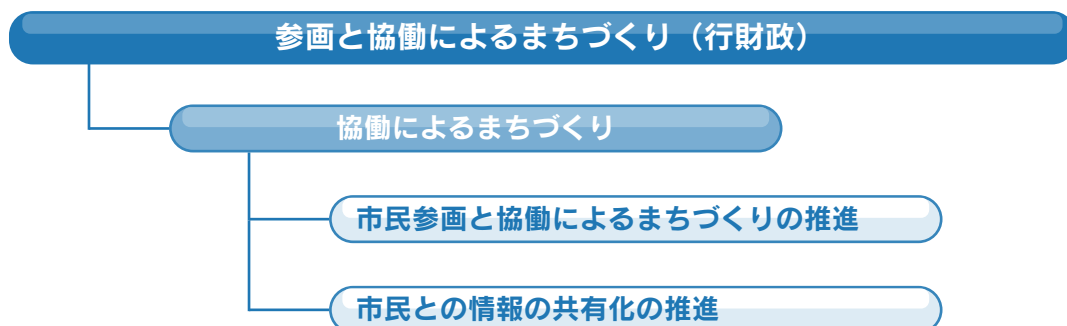 参画と協働によるまちづくり（行財政）
協働によるまちづくり
市民参画と協働によるまちづくりの推進
市民との情報の共有化の推進